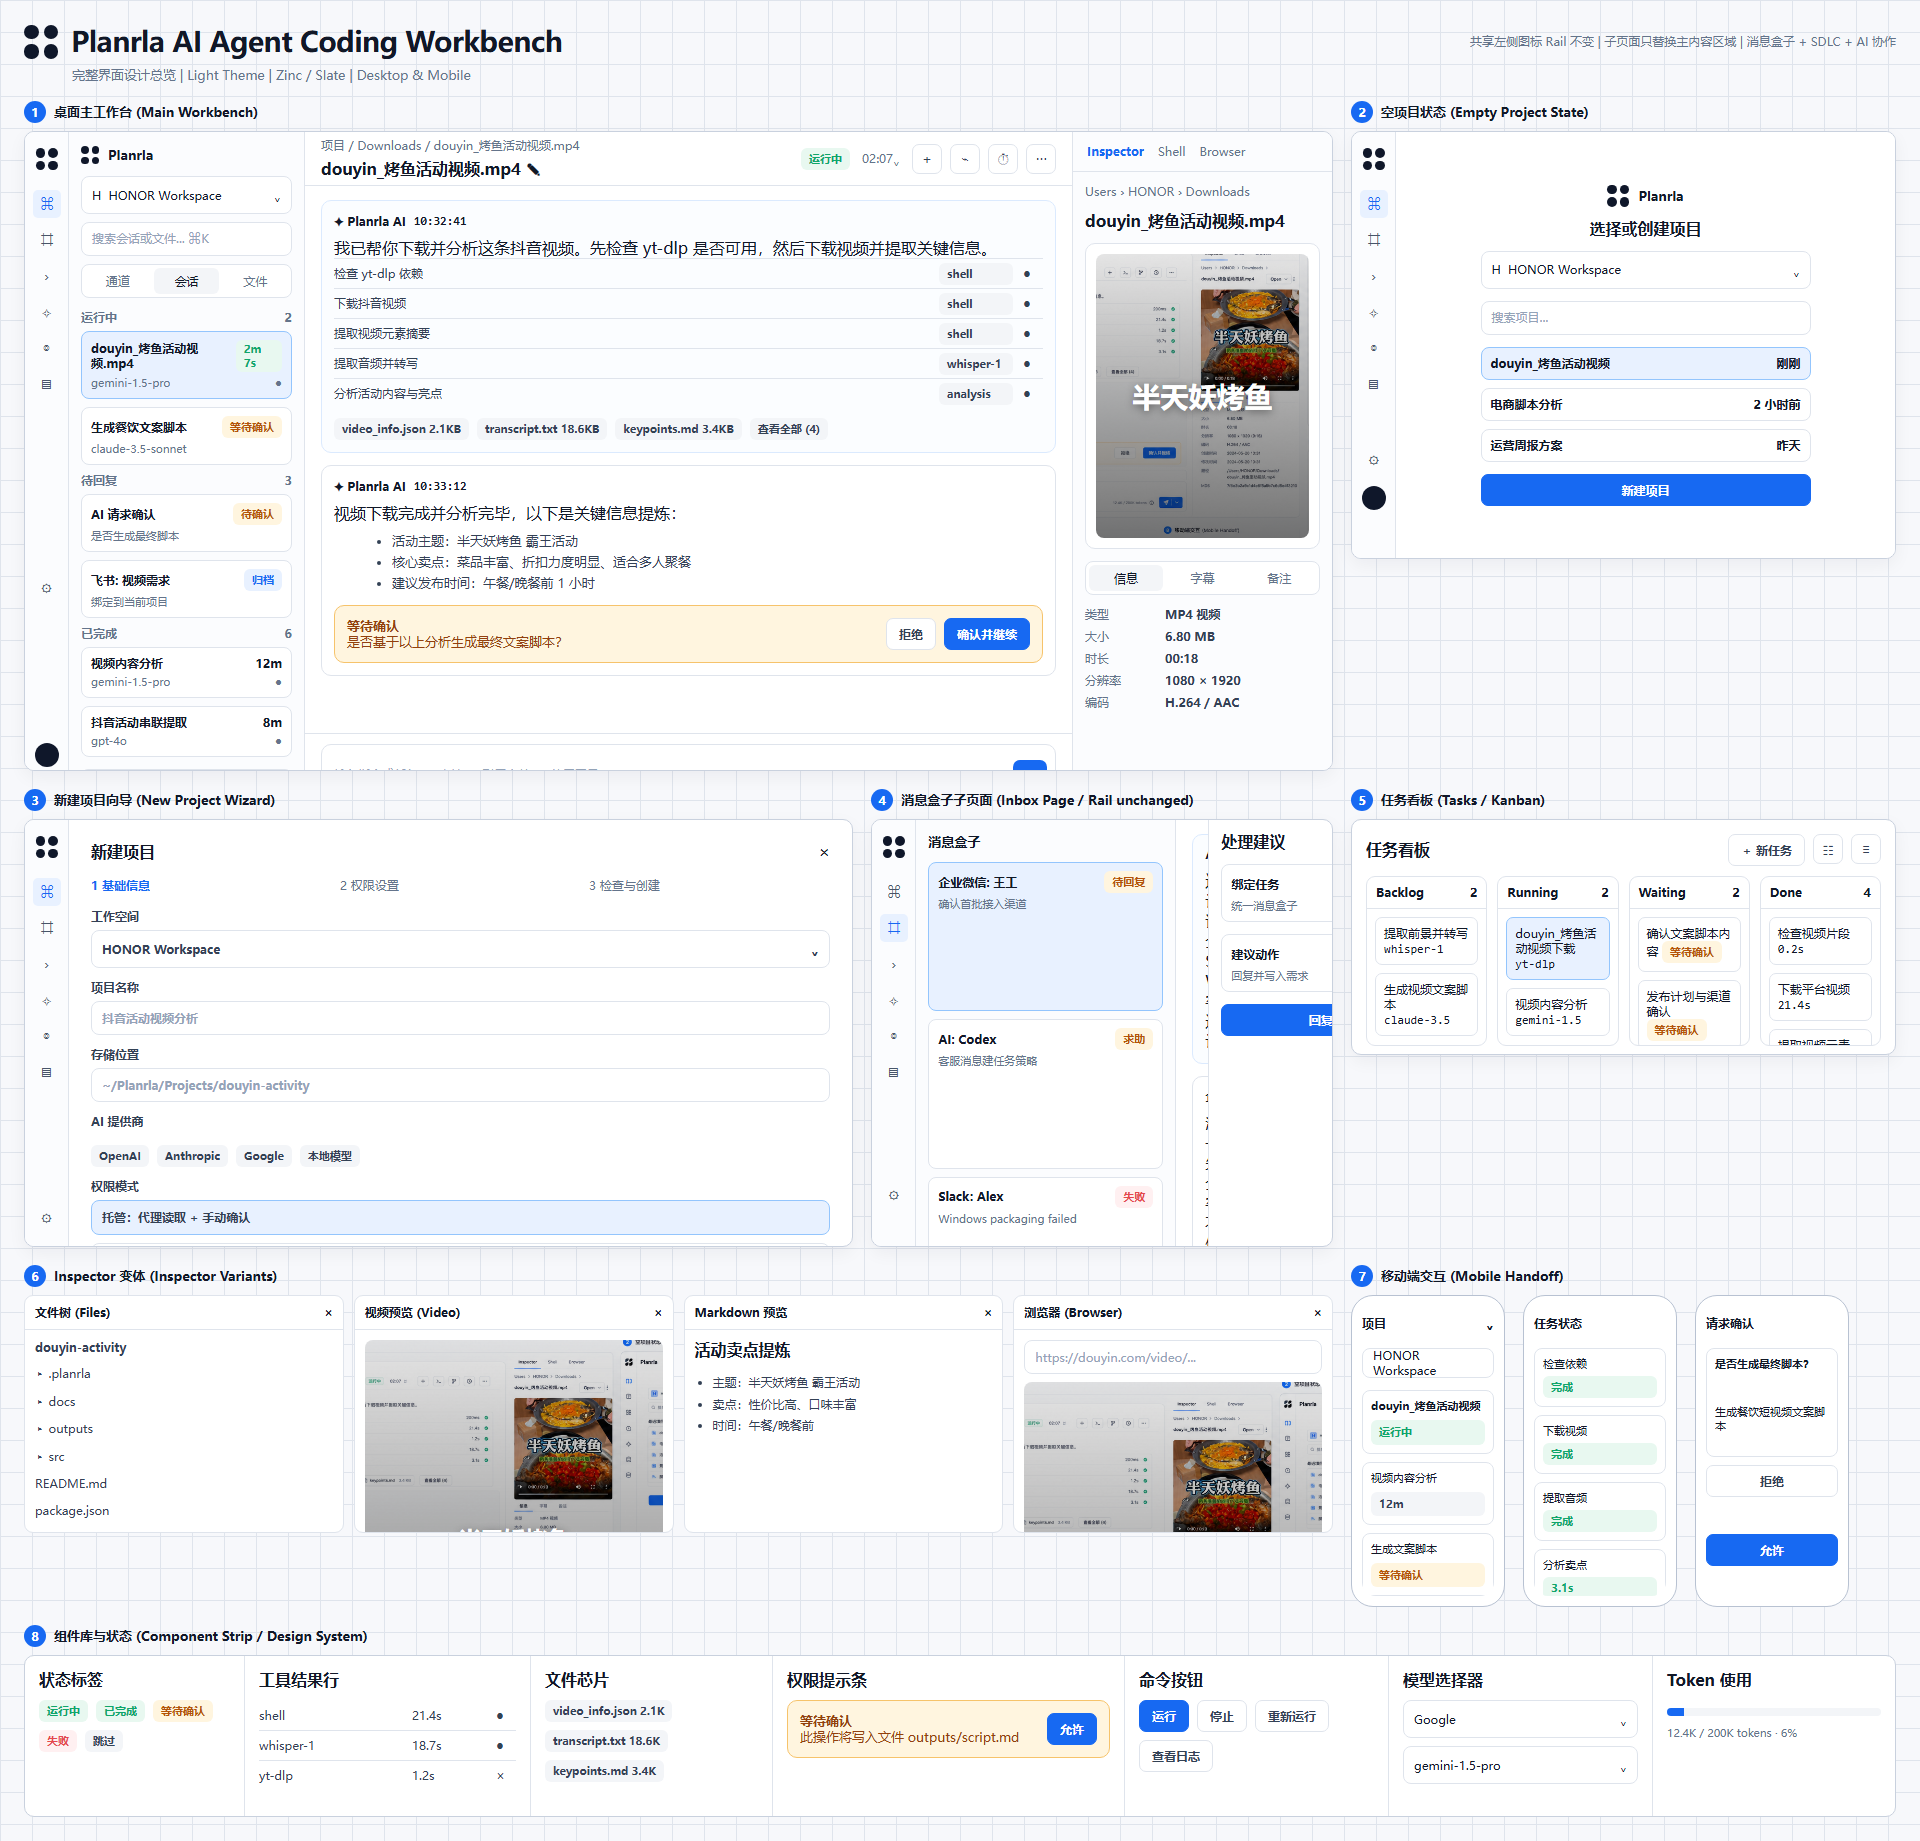 Planrla AI Agent Coding Workbench
完整界面设计总览 | Light Theme | Zinc / Slate | Desktop & Mobile
共享左侧图标 Rail 不变 | 子页面只替换主内容区域 | 消息盒子 + SDLC + AI 协作
1 桌面主工作台 (Main Workbench)
Planrla
H HONOR Workspace
搜索会话或文件... ⌘K
通道 会话 文件
运行中 2
douyin_烤鱼活动视频.mp4
2m 7s
gemini-1.5-pro
生成餐饮文案脚本 等待确认
claude-3.5-sonnet
待回复 3
AI 请求确认 待确认
是否生成最终脚本
飞书: 视频需求 归档
绑定到当前项目
已完成 6
视频内容分析 12m
gemini-1.5-pro
抖音活动串联提取 8m
gpt-4o
项目 / Downloads / douyin_烤鱼活动视频.mp4
douyin_烤鱼活动视频.mp4
运行中 02:07
✦ Planrla AI 10:32:41
我已帮你下载并分析这条抖音视频。先检查 yt-dlp 是否可用，然后下载视频并提取关键信息。
检查 yt-dlp 依赖 shell
下载抖音视频 shell
提取视频元素摘要 shell
提取音频并转写 whisper-1
分析活动内容与亮点 analysis
video_info.json 2.1KB transcript.txt 18.6KB keypoints.md 3.4KB 查看全部 (4)
✦ Planrla AI 10:33:12
视频下载完成并分析完毕，以下是关键信息提炼：
• 活动主题：半天妖烤鱼 霸王活动
• 核心卖点：菜品丰富、折扣力度明显、适合多人聚餐
• 建议发布时间：午餐/晚餐前 1 小时
等待确认
是否基于以上分析生成最终文案脚本?
拒绝 确认并继续
Inspector Shell Browser
Users › HONOR › Downloads
douyin_烤鱼活动视频.mp4
半天妖烤鱼
半天妖烤鱼
信息 字幕 备注
类型 MP4 视频
大小 6.80 MB
时长 00:18
分辨率 1080 × 1920
编码 H.264 / AAC
2 空项目状态 (Empty Project State)
Planrla
选择或创建项目
H HONOR Workspace
搜索项目...
douyin_烤鱼活动视频 刚刚
电商脚本分析 2 小时前
运营周报方案 昨天
新建项目
3 新建项目向导 (New Project Wizard)
新建项目 ×
1 基础信息 2 权限设置 3 检查与创建
工作空间
HONOR Workspace
项目名称
抖音活动视频分析
存储位置
~/Planrla/Projects/douyin-activity
AI 提供商
OpenAI Anthropic Google 本地模型
权限模式
托管：代理读取 + 手动确认
4 消息盒子子页面 (Inbox Page / Rail unchanged)
消息盒子
企业微信: 王工 待回复
确认首批接入渠道
AI: Codex 求助
客服消息建任务策略
Slack: Alex 失败
Windows packaging failed
处理建议
绑定任务
统一消息盒子
建议动作
回复并写入需求
回复
5 任务看板 (Tasks / Kanban)
任务看板
+ 新任务
Backlog 2
提取前景并转写
whisper-1
生成视频文案脚本
claude-3.5
Running 2
douyin_烤鱼活动视频下载
yt-dlp
视频内容分析
gemini-1.5
Waiting 2
确认文案脚本内容 等待确认
发布计划与渠道确认
等待确认
Done 4
检查视频片段
0.2s
下载平台视频
21.4s
提取视频元素
6 Inspector 变体 (Inspector Variants)
文件树 (Files) ×
douyin-activity
▸ .planrla
▸ docs
▸ outputs
▸ src
README.md
package.json
视频预览 (Video) ×
半天妖烤鱼
Markdown 预览 ×
活动卖点提炼
• 主题：半天妖烤鱼 霸王活动
• 卖点：性价比高、口味丰富
• 时间：午餐/晚餐前
浏览器 (Browser) ×
https://douyin.com/video/...
半天妖烤鱼
7 移动端交互 (Mobile Handoff)
项目
HONOR Workspace
douyin_烤鱼活动视频
运行中
视频内容分析
12m
生成文案脚本
等待确认
任务状态
检查依赖
完成
下载视频
完成
提取音频
完成
分析卖点
3.1s
请求确认
是否生成最终脚本?
生成餐饮短视频文案脚本
拒绝
允许
8 组件库与状态 (Component Strip / Design System)
状态标签
运行中 已完成 等待确认
失败 跳过
工具结果行
shell 21.4s
whisper-1 18.7s
yt-dlp 1.2s ×
文件芯片
video_info.json 2.1K
transcript.txt 18.6K
keypoints.md 3.4K
权限提示条
等待确认
此操作将写入文件 outputs/script.md
允许
命令按钮
运行 停止 重新运行
查看日志
模型选择器
Google
gemini-1.5-pro
Token 使用
12.4K / 200K tokens · 6%